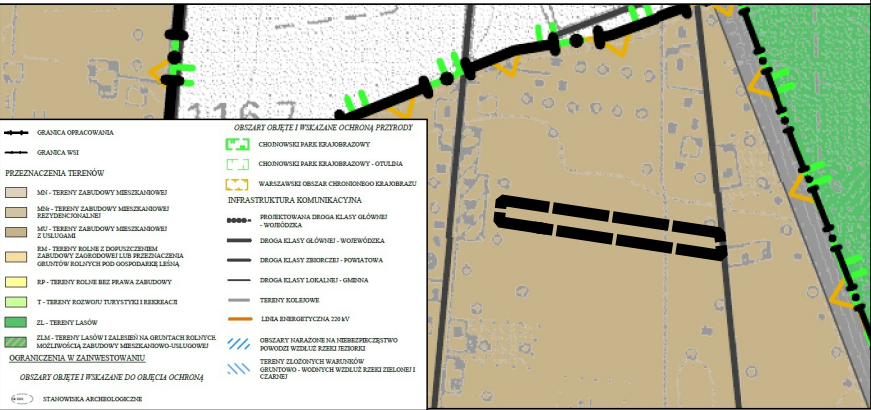 1167
GRANICA OPRACOWANIA
GRANICA WSI
PRZEZNACZENIA TERENÓW
MN - TERENY ZABUDOWY MIESZKANIOWEJ
MNr - TERENY ZABUDOWY MIESZKANIOWEJ
REZYDENCJONALNEJ
MU - TERENY ZABUDOWY MIESZKANIOWEJ
Z USŁUGAMI
RM - TERENY ROLNE Z DOPUSZCZENIEM
ZABUDOWY ZAGRODOWEJ LUB PRZEZNACZENIA
GRUNTÓW ROLNYCH POD GOSPODARKĘ LEŚNĄ
RP - TERENY ROLNE BEZ PRAWA ZABUDOWY
T - TERENY ROZWOJU TURYSTYKI I REKREACJI
ZL - TERENY LASÓW
ZLM - TERENY LASÓW I ZALESIEŃ NA GRUNTACH ROLNYCH
MOŻLIWOŚCIĄ ZABUDOWY MIESZKANIOWO-USŁUGOWEJ
OGRANICZENIA W ZAINWESTOWANIU
OBSZARY OBJĘTE I WSKAZANE DO OBJĘCIA OCHRONĄ
STANOWISKA ARCHEOLOGICZNE
OBSZARY OBJĘTE I WSKAZANE OCHRONĄ PRZYRODY
CHOJNOWSKI PARK KRAJOBRAZOWY
CHOJNOWSKI PARK KRAJOBRAZOWY - OTULINA
WARSZAWSKI OBSZAR CHRONIONEGO KRAJOBRAZU
INFRASTRUKTURA KOMUNIKACYJNA
PROJEKTOWANA DROGA KLASY GŁÓWNEJ
- WOJEÓDZKA
DROGA KLASY GŁÓWNEJ - WOJEWÓDZKA
DROGA KLASY ZBIORCZEJ - POWIATOWA
DROGA KLASY LOKALNEJ - GMINNA
TERENY KOLEJOWE
LINIA ENERGETYCZNA 220 kV
OBSZARY NARAŻONE NA NIEBEZPIECZEŃSTWO
POWODZI WZDŁUŻ RZEKI JEZIORKI
TERENY ZŁOŻONYCH WARUNKÓW
GRUNTOWO - WODNYCH WZDŁUŻ RZEKI ZIELONEJ I
CZARNEJ